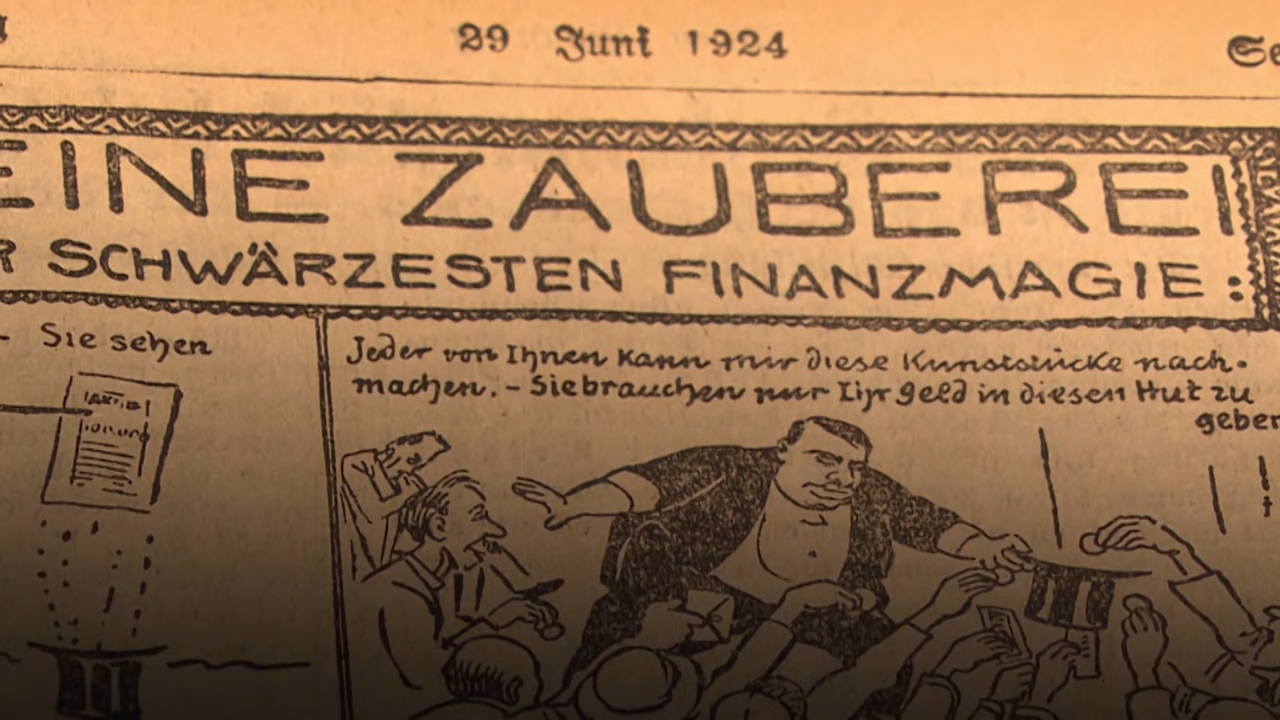 29 Juni 1924
EINE ZAUBEREI
R SCHWÄRZESTEN FINANZMAGIE:
- Sie sehen
Jeder von Ihnen kann mir diese Kunststücke nach-
machen. - Sie brauchen nur Ihr Geld in diesen Hut zu
geben